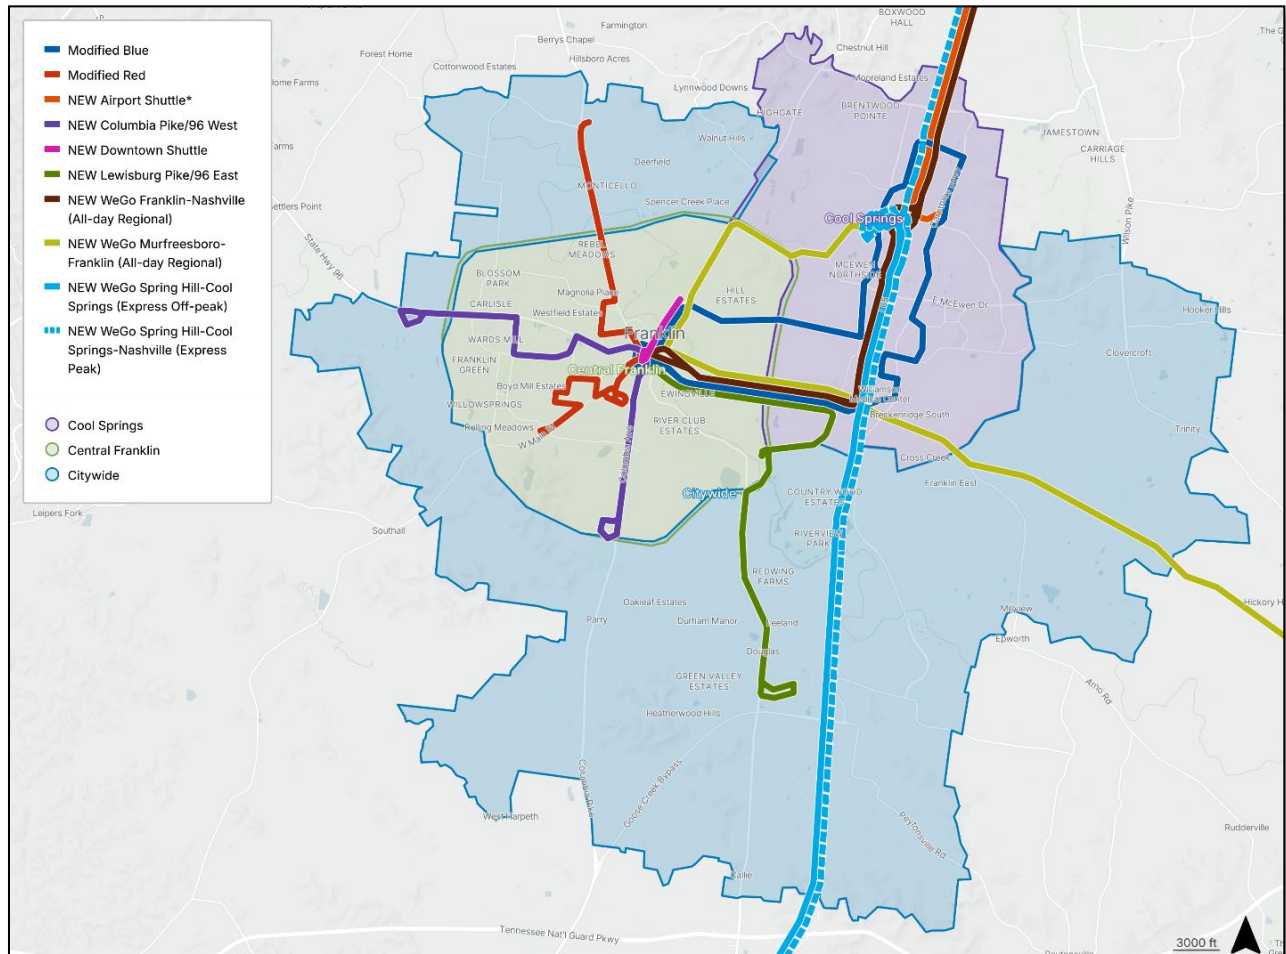 Modified Blue
Modified Red
NEW Airport Shuttle*
NEW Columbia Pike/96 West
NEW Downtown Shuttle
NEW Lewisburg Pike/96 East
NEW WeGo Franklin-Nashville
(All-day Regional)
NEW WeGo Murfreesboro-
Franklin (All-day Regional)
NEW WeGo Spring Hill-Cool
Springs (Express Off-peak)
NEW WeGo Spring Hill-Cool
Springs-Nashville (Express
Peak)
Cool Springs
Central Franklin
Citywide
BOXWOOD
HALL
Farmington
Berrys Chapel
Forest Home
Hillsboro Acres
Cottonwood Estates
Chestnut Hill
Mooreland Estates
Lynnwood Downs
HIGHGATE
BRENTWOOD
POINTE
Home Farms
Walnut Hills
JAMESTOWN
CARRIAGE
HILLS
Deerfield
MONTICELLO
Spencer Creek Place
Settlers Point
State Hwy 96
Cool Springs
Wilson Pike
REBEL
MEADOWS
MCEWEN
NORTHSIDE
BLOSSOM
PARK
Magnolia Place
HILL
ESTATES
CARLISLE
Westfield Estates
E McEwen Dr
Hooker Hills
WARDS MILL
Franklin
Clovercroft
FRANKLIN
GREEN
Central Franklin
Boyd Mill Estates
EWINGVILLE
Williamson
Medical Center
WILLOWSPRINGS
Breckenridge South
RIVER CLUB
ESTATES
Rolling Meadows
W Main St
Trinity
Columbia Ave
Cross Creek
Franklin East
Citywide
COUNTRY WOOD
ESTATES
Leipers Fork
Southall
RIVERVIEW
PARK
REDWING
FARMS
Oakleaf Estates
Parry
Durham Manor
Leeland
Millview
Epworth
Douglas
GREEN VALLEY
ESTATES
Arno Rd
Heatherwood Hills
Columbia Pike
Goose Creek Bypass
West Harpeth
Peytonsville Rd
Rudderville
Callie
Tennessee Nat'l Guard Pkwy
3000 ft